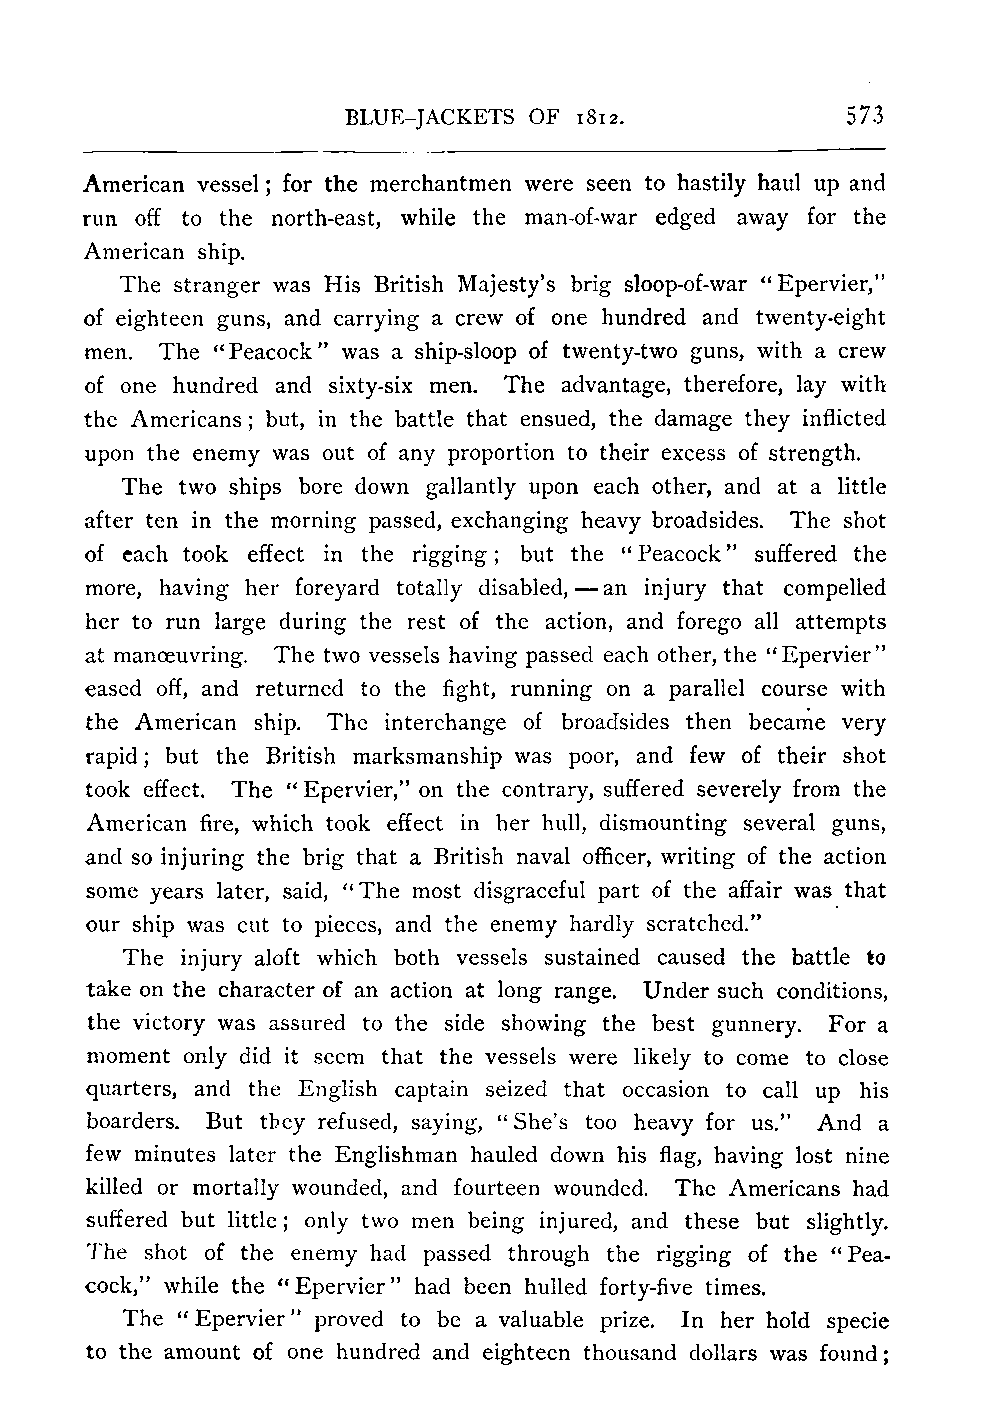 BLUE-JACKETS OF 1812. 573
American vessel; for the merchantmen were seen to hastily haul up and
run off to the north-east, while the man-of-war edged away for the
American ship.
The stranger was His British Majesty's brig sloop-of-war “Epervier,”
of eighteen guns, and carrying a crew of one hundred and twenty-eight
men. The “Peacock” was a ship-sloop of twenty-two guns, with a crew
of one hundred and sixty-six men. The advantage, therefore, lay with
the Americans; but, in the battle that ensued, the damage they inflicted
upon the enemy was out of any proportion to their excess of strength.
The two ships bore down gallantly upon each other, and at a little
after ten in the morning passed, exchanging heavy broadsides. The shot
of each took effect in the rigging; but the “Peacock” suffered the
more, having her foreyard totally disabled, — an injury that compelled
her to run large during the rest of the action, and forego all attempts
at manœuvring. The two vessels having passed each other, the “Epervier”
eased off, and returned to the fight, running on a parallel course with
the American ship. The interchange of broadsides then became very
rapid; but the British marksmanship was poor, and few of their shot
took effect. The “Epervier,” on the contrary, suffered severely from the
American fire, which took effect in her hull, dismounting several guns,
and so injuring the brig that a British naval officer, writing of the action
some years later, said, “The most disgraceful part of the affair was that
our ship was cut to pieces, and the enemy hardly scratched.”
The injury aloft which both vessels sustained caused the battle to
take on the character of an action at long range. Under such conditions,
the victory was assured to the side showing the best gunnery. For a
moment only did it seem that the vessels were likely to come to close
quarters, and the English captain seized that occasion to call up his
boarders. But they refused, saying, “She's too heavy for us.” And a
few minutes later the Englishman hauled down his flag, having lost nine
killed or mortally wounded, and fourteen wounded. The Americans had
suffered but little; only two men being injured, and these but slightly.
The shot of the enemy had passed through the rigging of the “Pea-
cock,” while the “Epervier” had been hulled forty-five times.
The “Epervier” proved to be a valuable prize. In her hold specie
to the amount of one hundred and eighteen thousand dollars was found;